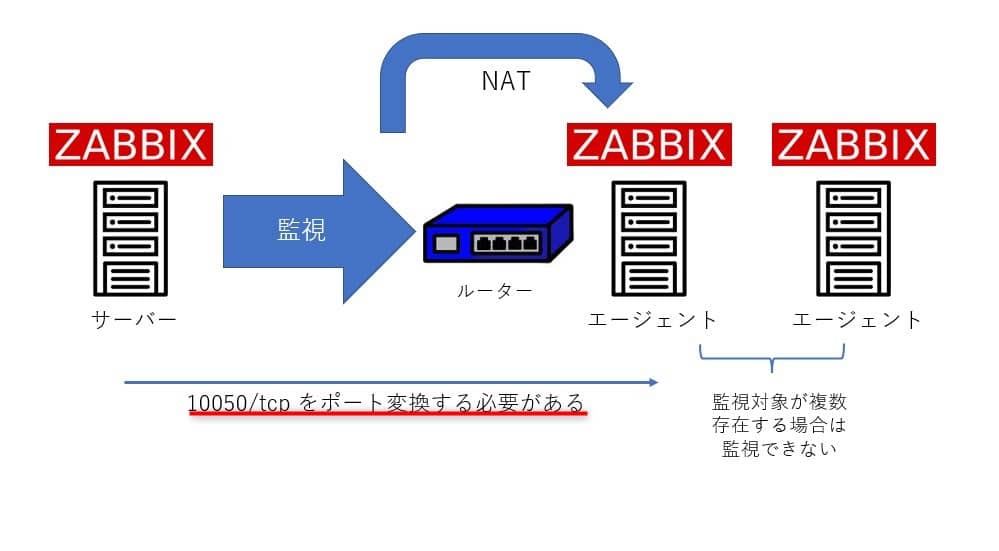 NAT
ZABBIX
ZABBIX
ZABBIX
監視
ルーター
サーバー
エージェント
エージェント
10050/tcp をポート変換する必要がある
監視対象が複数
存在する場合は
監視できない